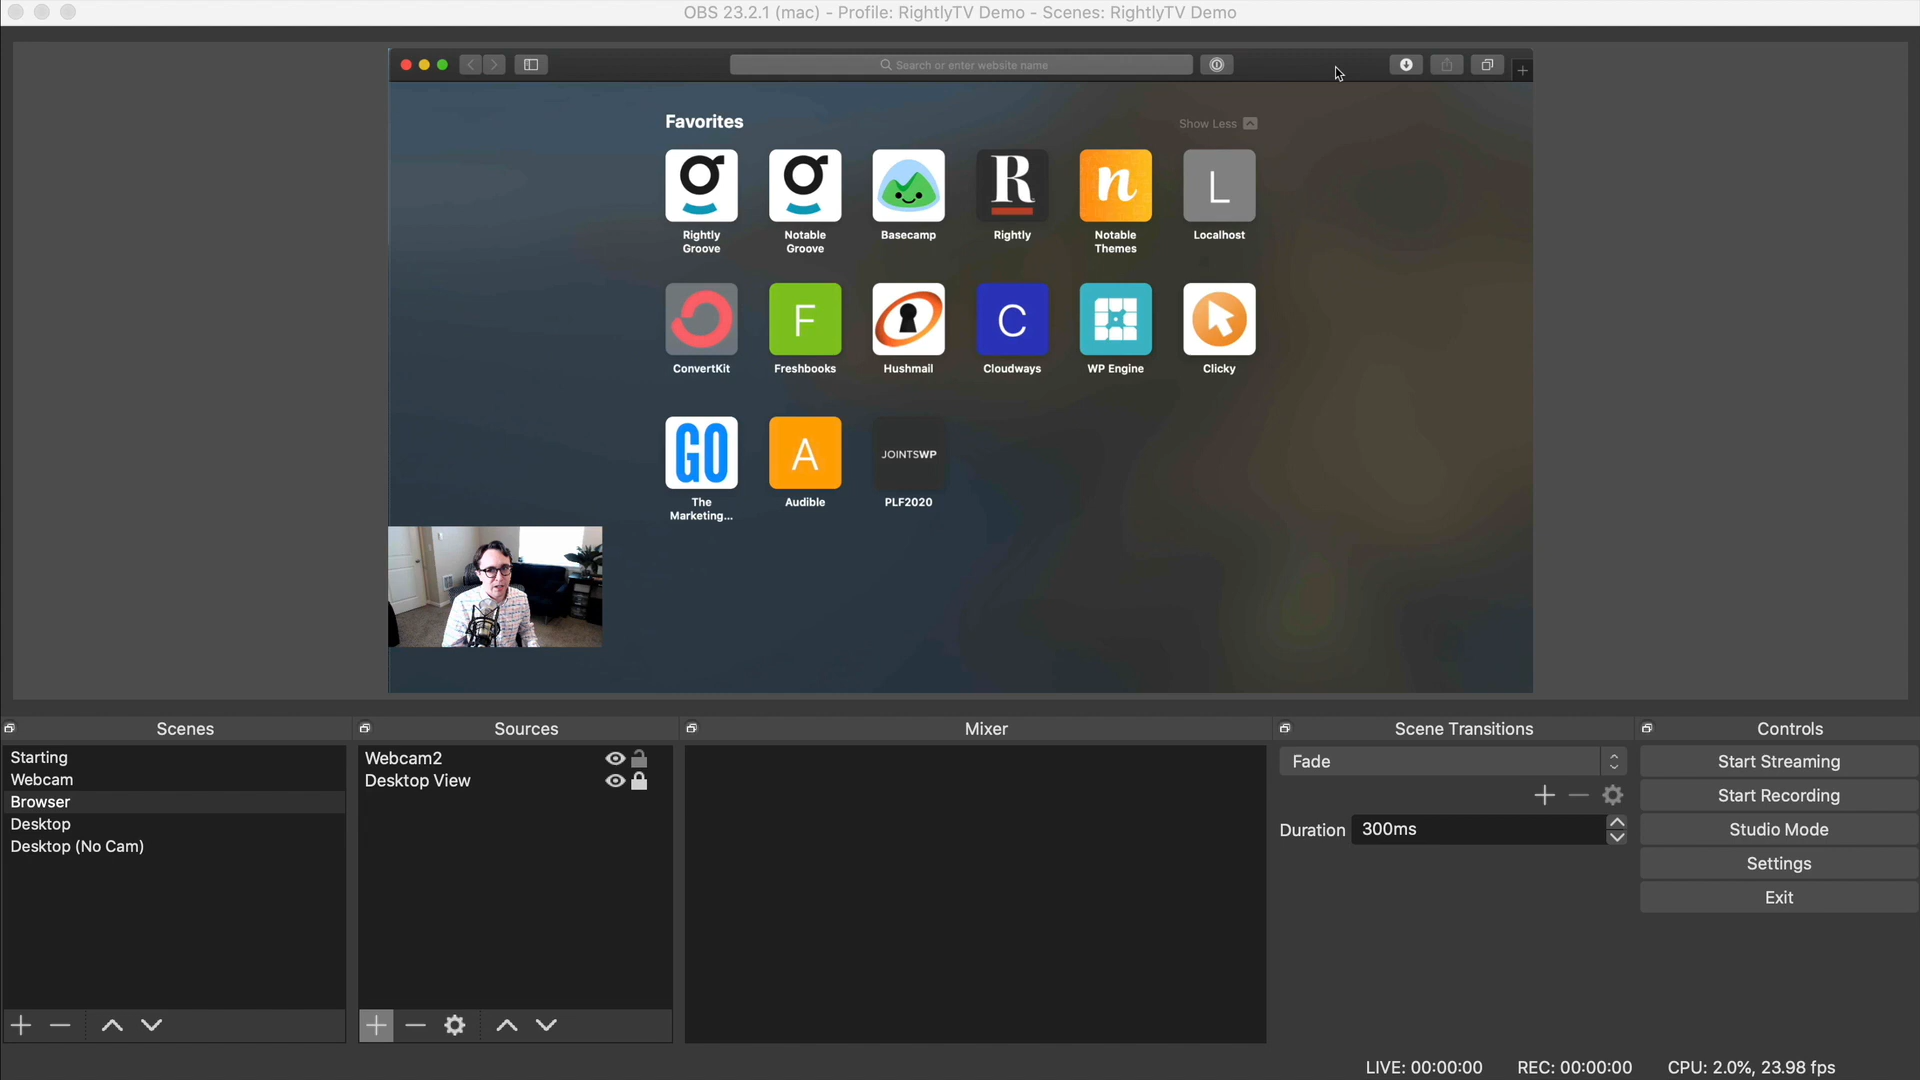 OBS 23.2.1 (mac) - Profile: RightlyTV Demo - Scenes: RightlyTV Demo
Search or enter website name
Favorites
Show Less
R
n
L
Rightly
Groove
Notable
Groove
Basecamp
Rightly
Notable
Themes
Localhost
F
C
ConvertKit
Freshbooks
Hushmail
Cloudways
WP Engine
Clicky
GO
A
JOINTSWP
The
Marketing...
Audible
PLF2020
Scenes
Sources
Mixer
Scene Transitions
Controls
Starting
Webcam
Browser
Desktop
Desktop (No Cam)
Webcam2
Desktop View
Fade
Duration
300ms
Start Streaming
Start Recording
Studio Mode
Settings
Exit
LIVE: 00:00:00
REC: 00:00:00
CPU: 2.0%, 23.98 fps